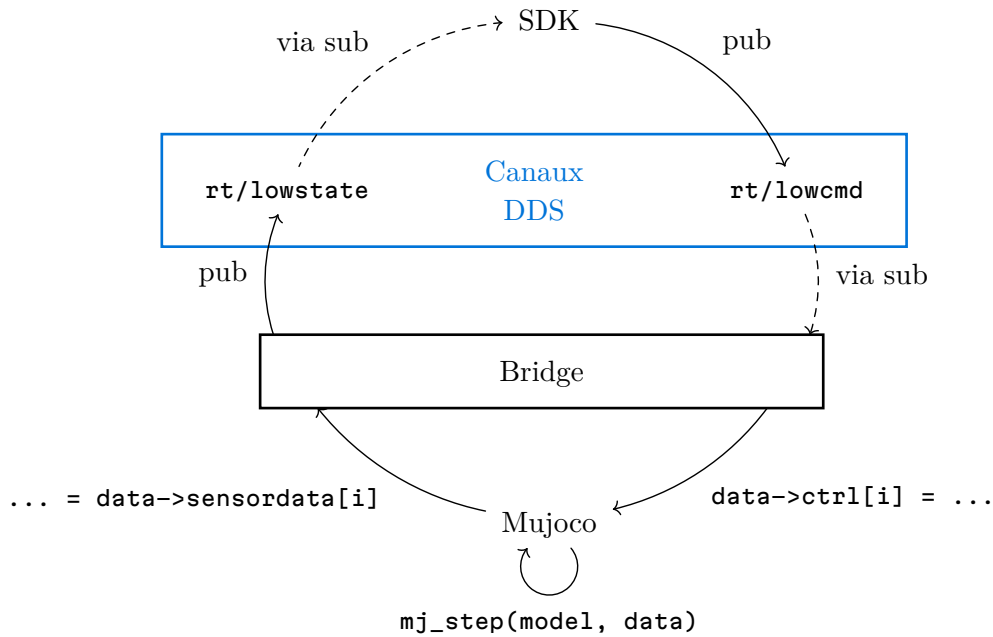 SDK
via sub
pub
Canaux
DDS
rt/lowstate
rt/lowcmd
pub
via sub
Bridge
... = data->sensordata[i]
data->ctrl[i] = ...
Mujoco
mj_step(model, data)